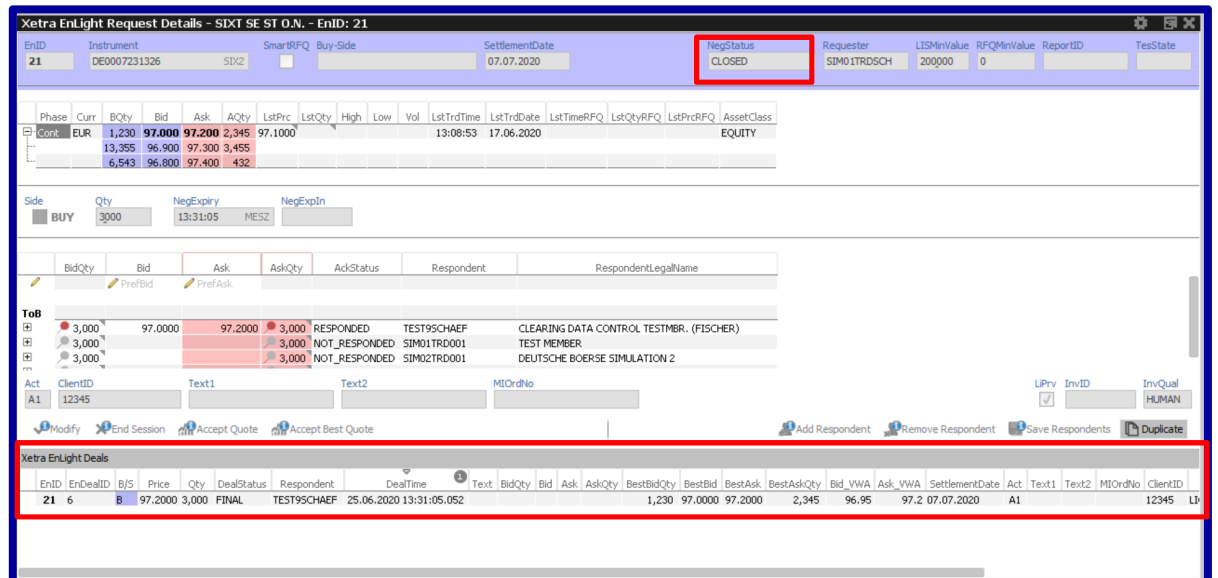 Xetra EnLight Request Details - SIXT SE ST O.N. - EnID: 21
EnID Instrument SmartRFQ Buy-Side SettlementDate NegStatus Requester LISMinValue RFQMinValue ReportID TesState
21 DE0007231326 SIX2 07.07.2020 CLOSED SIM01TRDSCH 200000 0
Phase Curr BQty Bid Ask AQty LstPrc LstQty High Low Vol LstTrdTime LstTrdDate LstTimeRFQ LstQtyRFQ LstPrcRFQ AssetClass
Cont EUR 1,230 97.000 97.200 2,345 97.1000 13:08:53 17.06.2020 EQUITY
13,355 96.900 97.300 3,455
6,543 96.800 97.400 432
Side Qty NegExpiry NegExpIn
BUY 3000 13:31:05 MESZ
BidQty Bid Ask AskQty AckStatus Respondent RespondentLegalName
PrefBid PrefAsk
ToB
3,000 97.0000 97.2000 3,000 RESPONDED TEST9SCHAEF CLEARING DATA CONTROL TESTMBR. (FISCHER)
3,000 3,000 NOT_RESPONDED SIM01TRD001 TEST MEMBER
3,000 3,000 NOT_RESPONDED SIM02TRD001 DEUTSCHE BOERSE SIMULATION 2
Act ClientID Text1 Text2 MIOrdNo LiPrv InvID InvQual
A1 12345 HUMAN
Modify End Session Accept Quote Accept Best Quote Add Respondent Remove Respondent Save Respondents Duplicate
Xetra EnLight Deals
EnID EnDealID B/S Price Qty DealStatus Respondent DealTime 1 Text BidQty Bid Ask AskQty BestBidQty BestBid BestAsk BestAskQty Bid_VWA Ask_VWA SettlementDate Act Text1 Text2 MIOrdNo ClientID
21 6 B 97.2000 3,000 FINAL TEST9SCHAEF 25.06.2020 13:31:05.052 1,230 97.0000 97.2000 2,345 96.95 97.2 07.07.2020 A1 12345